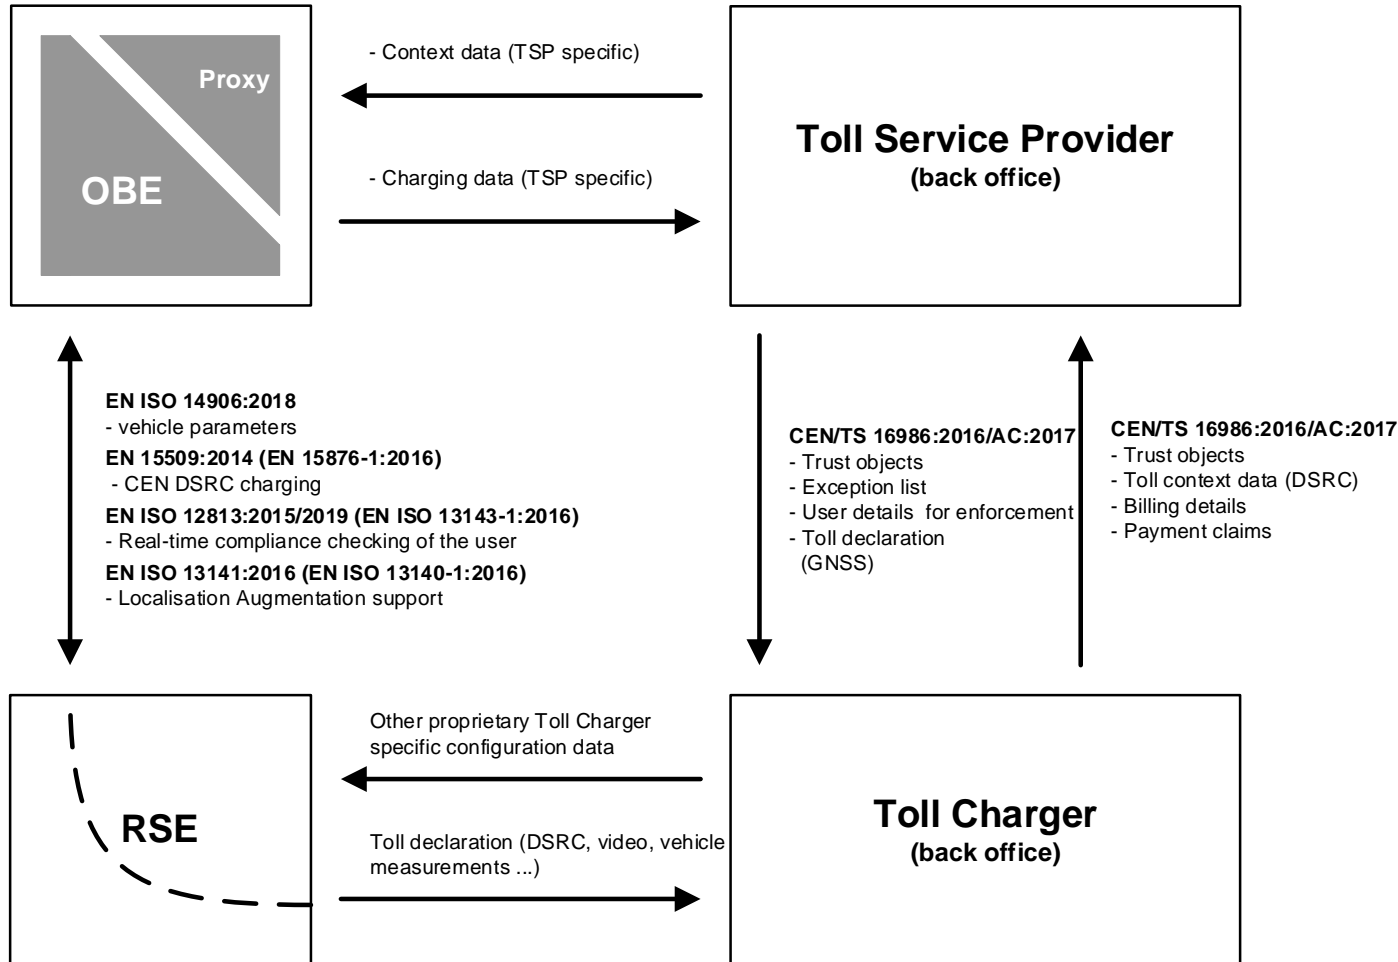 Proxy
OBE
- Context data (TSP specific)
- Charging data (TSP specific)
Toll Service Provider
(back office)
EN ISO 14906:2018
- vehicle parameters
EN 15509:2014 (EN 15876-1:2016)
- CEN DSRC charging
EN ISO 12813:2015/2019 (EN ISO 13143-1:2016)
- Real-time compliance checking of the user
EN ISO 13141:2016 (EN ISO 13140-1:2016)
- Localisation Augmentation support
CEN/TS 16986:2016/AC:2017
- Trust objects
- Exception list
- User details for enforcement
- Toll declaration
(GNSS)
CEN/TS 16986:2016/AC:2017
- Trust objects
- Toll context data (DSRC)
- Billing details
- Payment claims
RSE
Other proprietary Toll Charger
specific configuration data
Toll declaration (DSRC, video, vehicle
measurements ...)
Toll Charger
(back office)